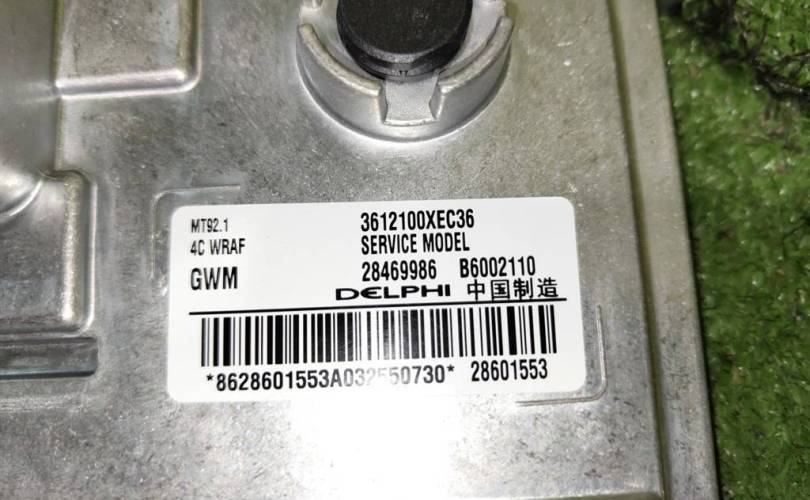 MT92.1
4C WRAF
GWM
3612100XEC36
SERVICE MODEL
28469986 B6002110
DELPHI 中国制造
*8628601553A032550730* 28601553